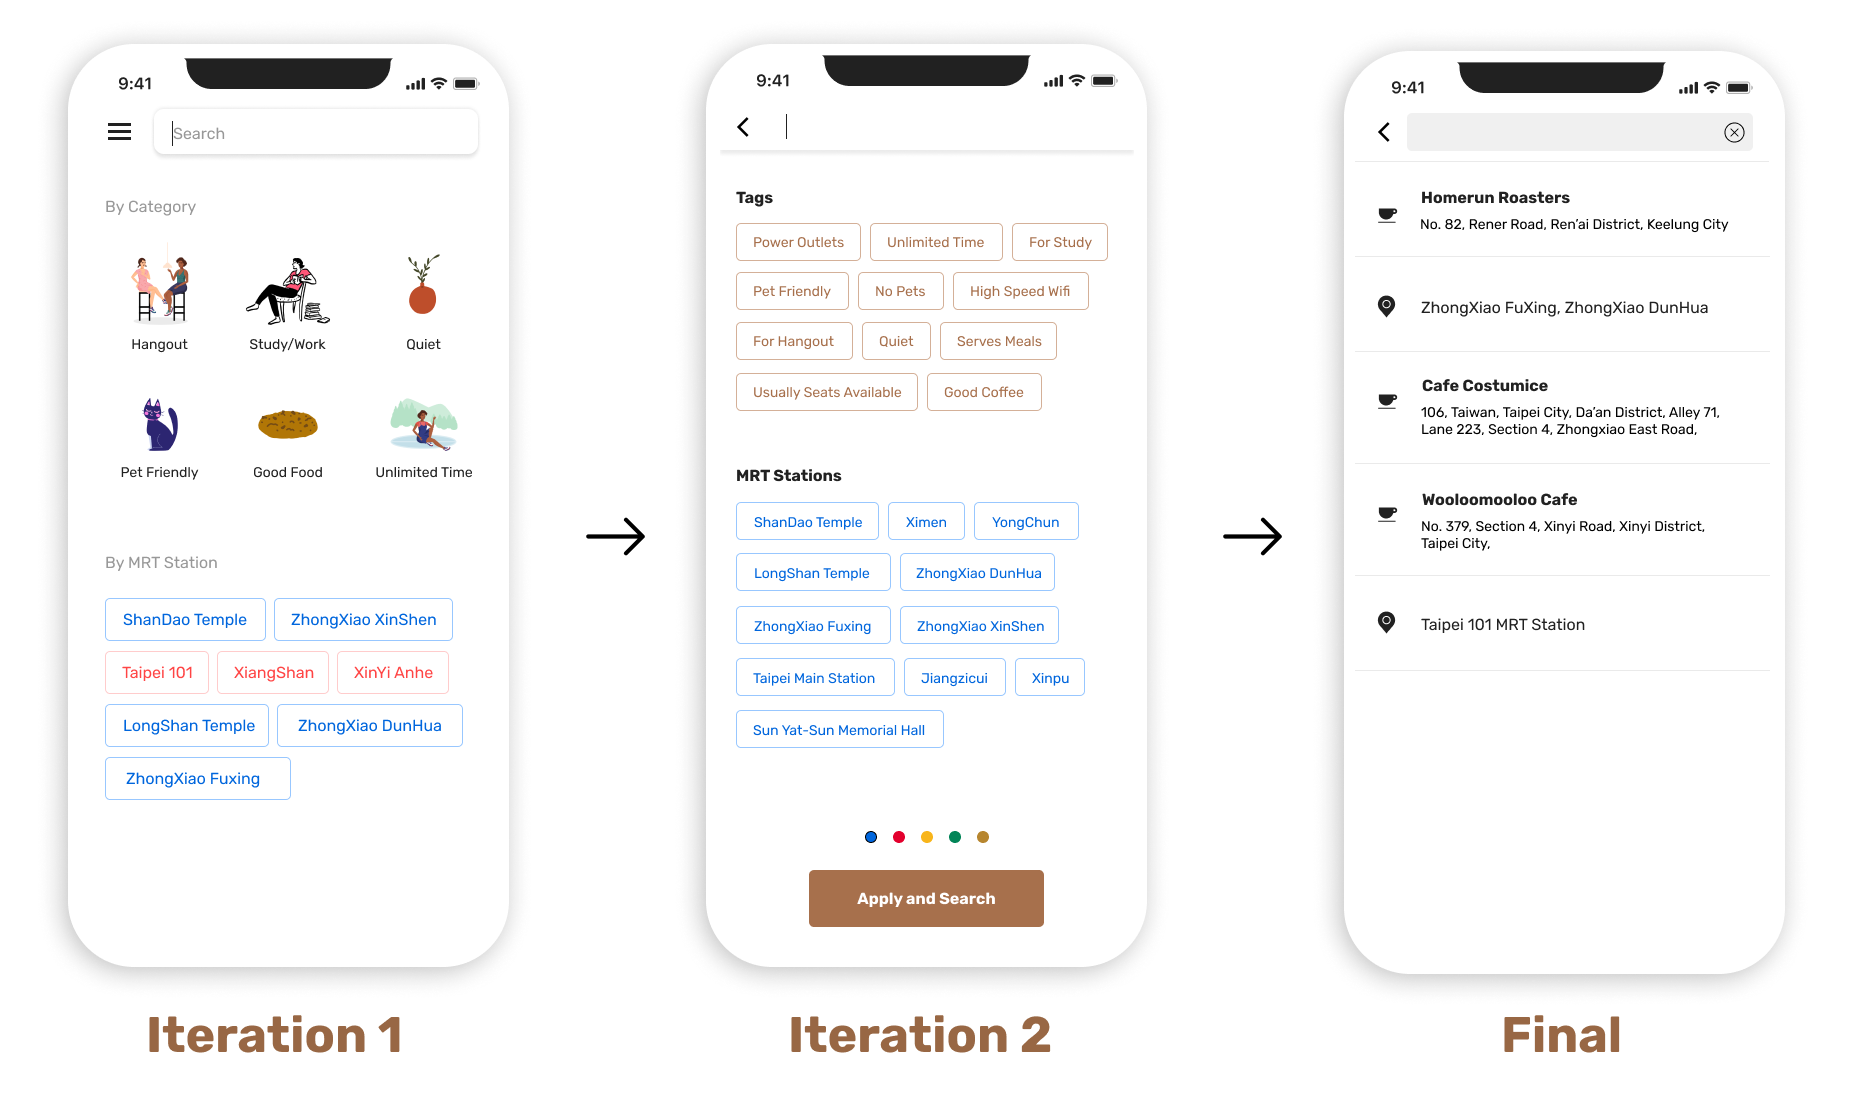 9:41
Search
By Category
Hangout
Study/Work
Quiet
Pet Friendly
Good Food
Unlimited Time
By MRT Station
ShanDao Temple
ZhongXiao XinShen
Taipei 101
XiangShan
XinYi Anhe
LongShan Temple
ZhongXiao DunHua
ZhongXiao Fuxing
Iteration 1
9:41
Tags
Power Outlets
Unlimited Time
For Study
Pet Friendly
No Pets
High Speed Wifi
For Hangout
Quiet
Serves Meals
Usually Seats Available
Good Coffee
MRT Stations
ShanDao Temple
Ximen
YongChun
LongShan Temple
ZhongXiao DunHua
ZhongXiao Fuxing
ZhongXiao XinShen
Taipei Main Station
Jiangzicui
Xinpu
Sun Yat-Sun Memorial Hall
Apply and Search
Iteration 2
9:41
Homerun Roasters
No. 82, Rener Road, Ren’ai District, Keelung City
ZhongXiao FuXing, ZhongXiao DunHua
Cafe Costumice
106, Taiwan, Taipei City, Da’an District, Alley 71,
Lane 223, Section 4, Zhongxiao East Road,
Wooloomooloo Cafe
No. 379, Section 4, Xinyi Road, Xinyi District,
Taipei City,
Taipei 101 MRT Station
Final